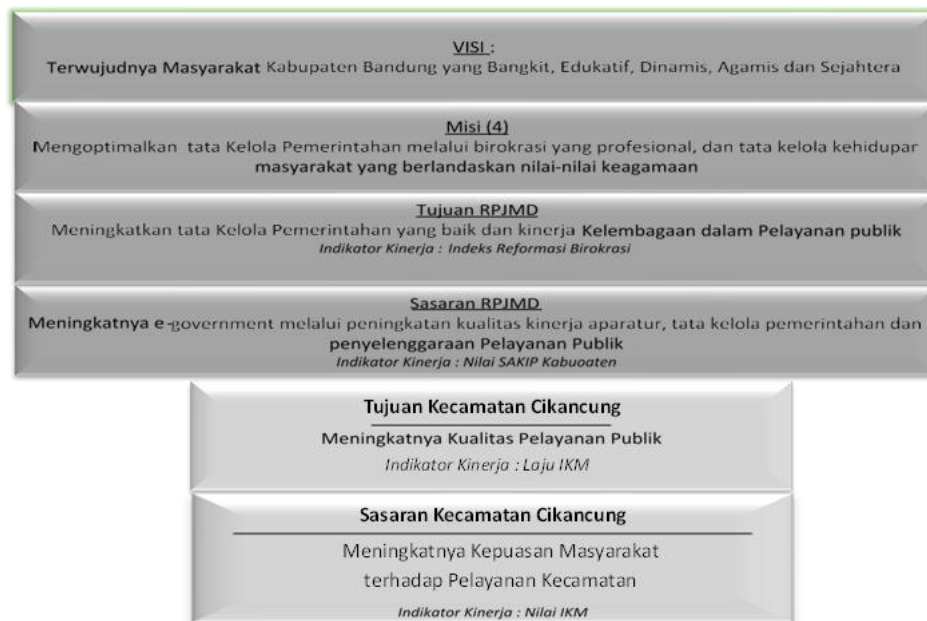 VISI :
Terwujudnya Masyarakat Kabupaten Bandung yang Bangkit, Edukatif, Dinamis, Agamis dan Sejahtera
Misi (4)
Mengoptimalkan tata Kelola Pemerintahan melalui birokrasi yang profesional, dan tata kelola kehidupan
masyarakat yang berlandaskan nilai-nilai keagamaan
Tujuan RPJMD
Meningkatkan tata Kelola Pemerintahan yang baik dan kinerja Kelembagaan dalam Pelayanan publik
Indikator Kinerja : Indeks Reformasi Birokrasi
Sasaran RPJMD
Meningkatnya e-government melalui peningkatan kualitas kinerja aparatur, tata kelola pemerintahan dan
penyelenggaraan Pelayanan Publik
Indikator Kinerja : Nilai SAKIP Kabuoaten
Tujuan Kecamatan Cikancung
Meningkatnya Kualitas Pelayanan Publik
Indikator Kinerja : Laju IKM
Sasaran Kecamatan Cikancung
Meningkatnya Kepuasan Masyarakat
terhadap Pelayanan Kecamatan
Indikator Kinerja : Nilai IKM